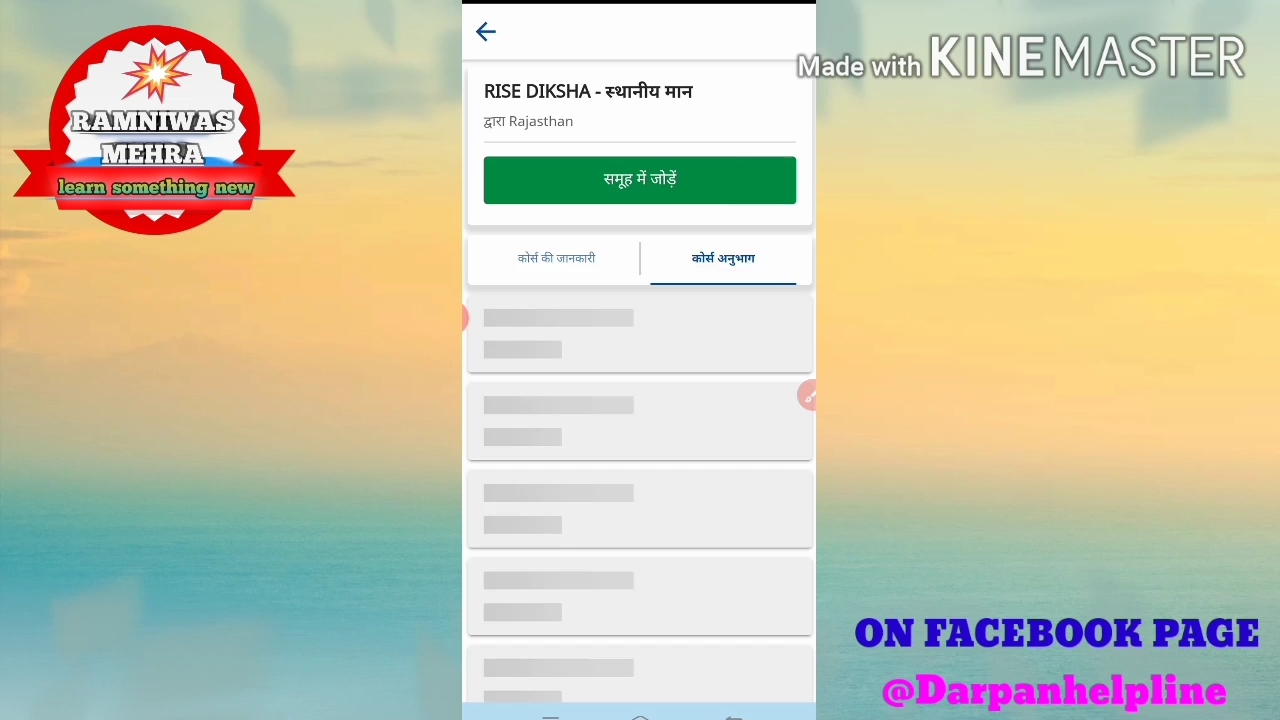 RAMNIWAS
MEHRA
learn something new
RISE DIKSHA - स्थानीय मान
द्वारा Rajasthan
समूह में जोड़ें
कोर्स की जानकारी
कोर्स अनुभाग
Made with KINEMASTER
ON FACEBOOK PAGE
@Darpanhelpline